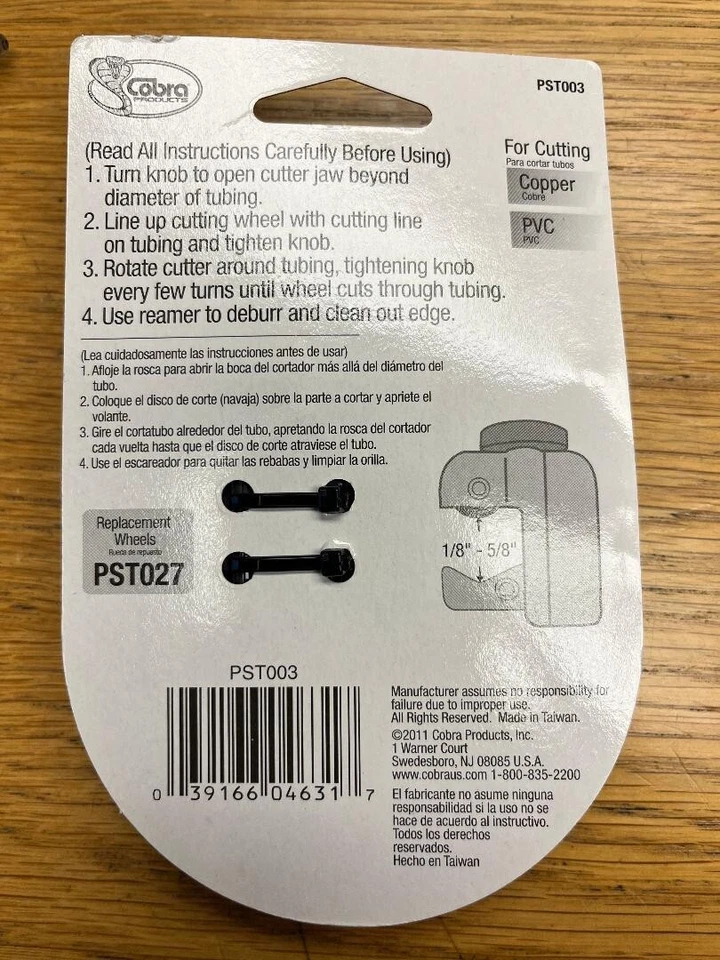 Cobra
PRODUCTS
PST003
(Read All Instructions Carefully Before Using)
1. Turn knob to open cutter jaw beyond
diameter of tubing.
2. Line up cutting wheel with cutting line
on tubing and tighten knob.
3. Rotate cutter around tubing, tightening knob
every few turns until wheel cuts through tubing.
4. Use reamer to deburr and clean out edge.
For Cutting
Para cortar tubos
Copper
Cobre
PVC
PVC
(Lea cuidadosamente las instrucciones antes de usar)
1. Afloje la rosca para abrir la boca del cortador más allá del diámetro del
tubo.
2. Coloque el disco de corte (navaja) sobre la parte a cortar y apriete el
volante.
3. Gire el cortatubo alrededor del tubo, apretando la rosca del cortador
cada vuelta hasta que el disco de corte atraviese el tubo.
4. Use el escareador para quitar las rebabas y limpiar la orilla.
Replacement
Wheels
Rueda de repuesto
PST027
1/8" - 5/8"
PST003
0 39166 04631 7
Manufacturer assumes no responsibility for
failure due to improper use.
All Rights Reserved. Made in Taiwan.
©2011 Cobra Products, Inc.
1 Warner Court
Swedesboro, NJ 08085 U.S.A.
www.cobraus.com 1-800-835-2200
El fabricante no asume ninguna
responsabilidad si la uso no se
hace de acuerdo al instructivo.
Todos los derechos
reservados.
Hecho en Taiwan